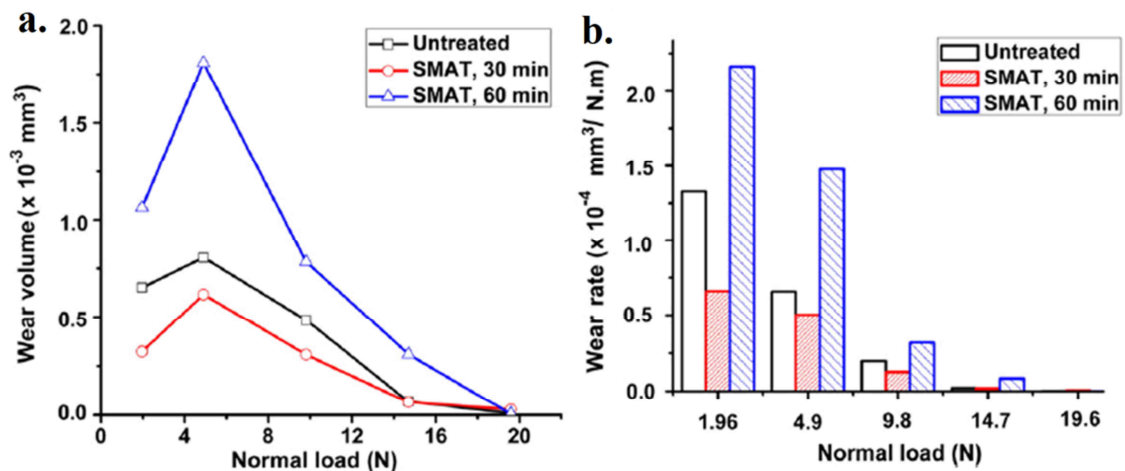 a.
Wear volume (x 10⁻³ mm³)
2.0
1.5
1.0
0.5
0.0
Untreated
SMAT, 30 min
SMAT, 60 min
0 4 8 12 16 20
Normal load (N)
b.
Wear rate (x 10⁻⁴ mm³/ N.m)
2.0
1.5
1.0
0.5
0.0
Untreated
SMAT, 30 min
SMAT, 60 min
1.96 4.9 9.8 14.7 19.6
Normal load (N)